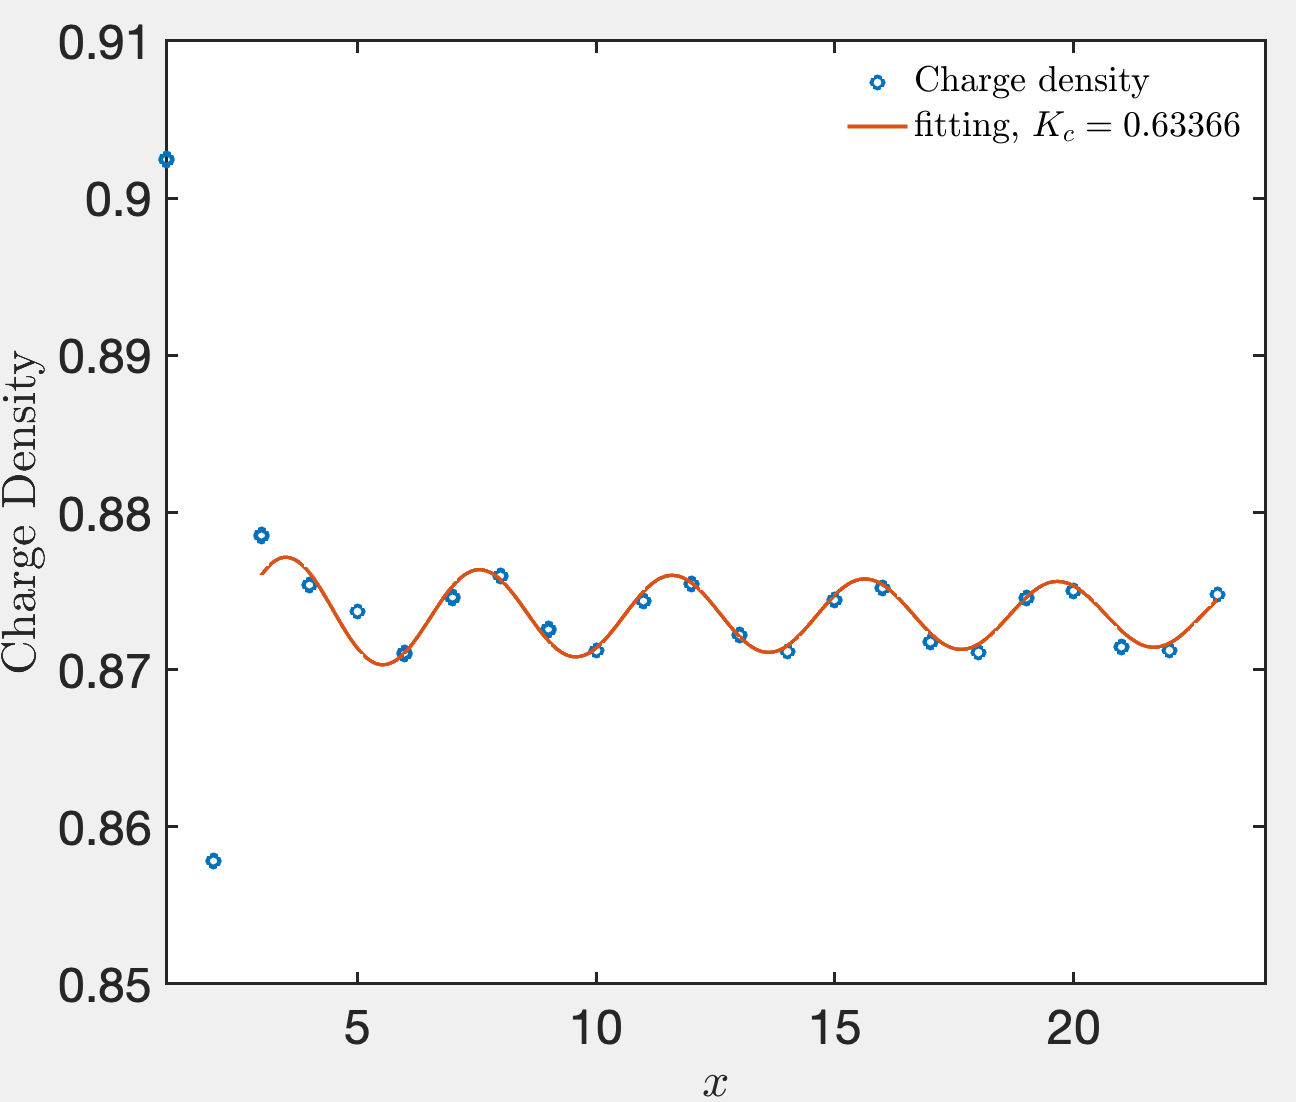 0.91
0.9
0.89
0.88
0.87
0.86
0.85
Charge Density
Charge density
fitting, K_c = 0.63366
5 10 15 20
x